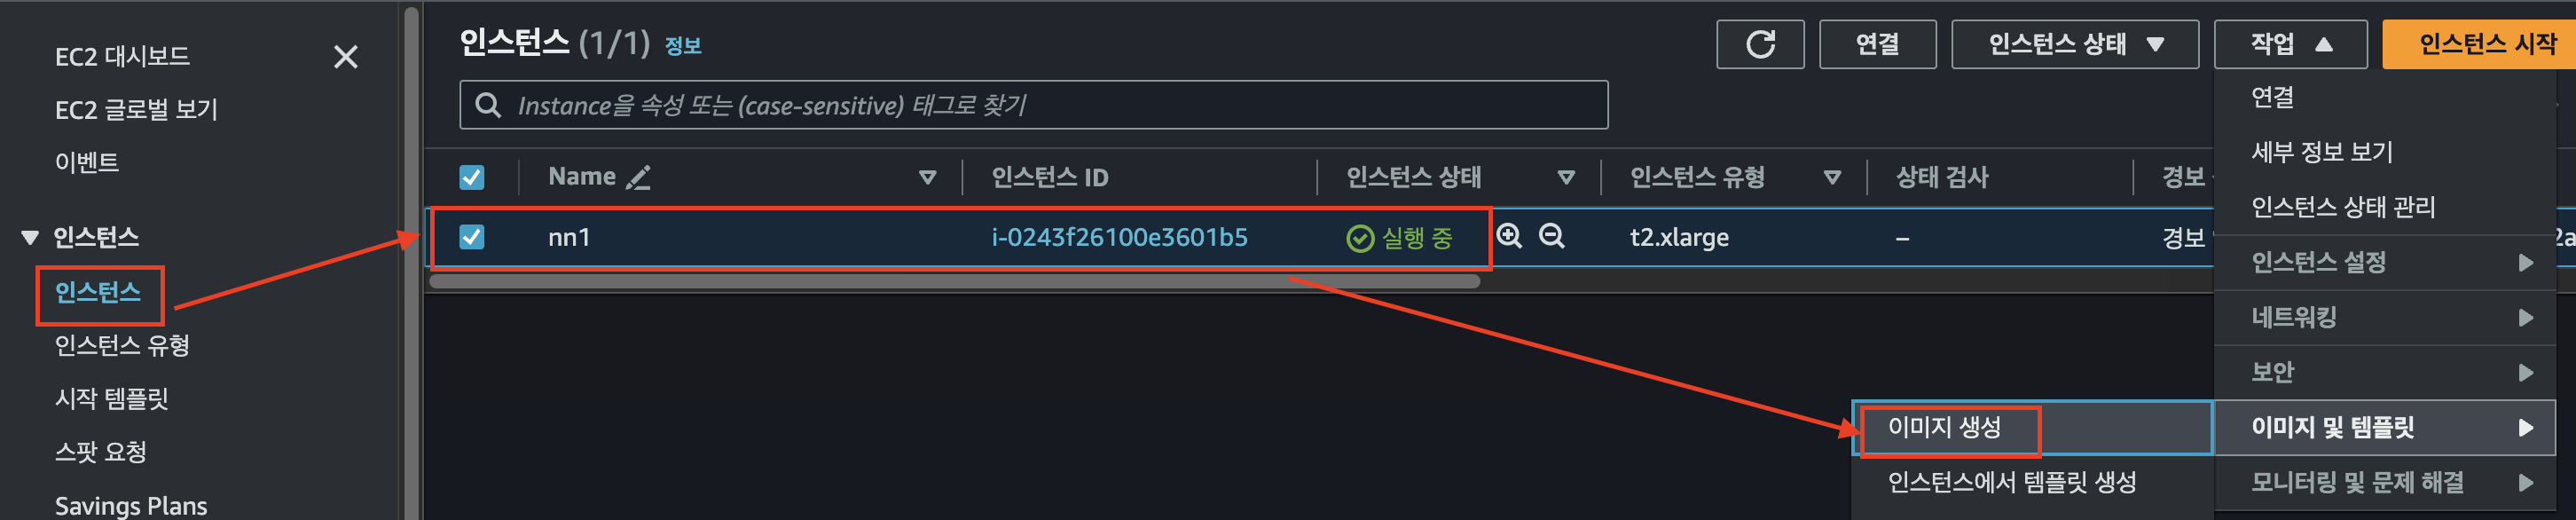 EC2 대시보드
EC2 글로벌 보기
이벤트
인스턴스
인스턴스
인스턴스 유형
시작 템플릿
스팟 요청
Savings Plans
인스턴스 (1/1) 정보
연결 인스턴스 상태 작업 인스턴스 시작
Instance을 속성 또는 (case-sensitive) 태그로 찾기
Name 인스턴스 ID 인스턴스 상태 인스턴스 유형 상태 검사 경보
nn1 i-0243f26100e3601b5 실행 중 t2.xlarge – 경보 2a
연결
세부 정보 보기
인스턴스 상태 관리
인스턴스 설정
네트워킹
보안
이미지 및 템플릿
모니터링 및 문제 해결
이미지 생성
인스턴스에서 템플릿 생성